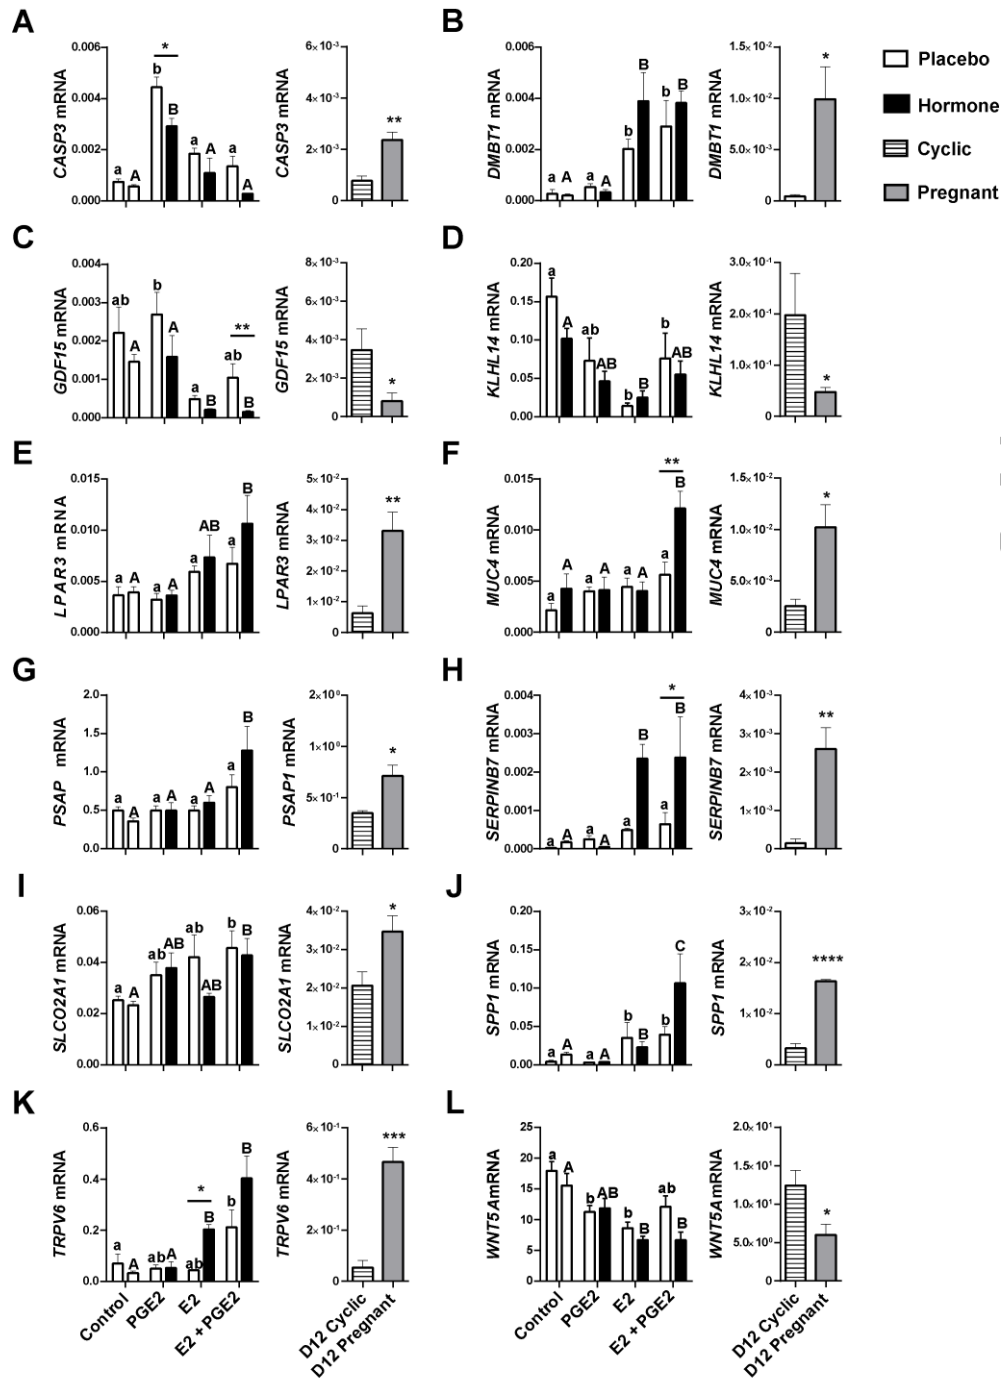 A
CASP3 mRNA
0.006
0.004
0.002
0.000
a
A
b
B
*
a
A
a
A
CASP3 mRNA
6×10⁻³
4×10⁻³
2×10⁻³
0
**
B
DMBT1 mRNA
0.006
0.004
0.002
0.000
a
A
a
A
b
B
b
B
DMBT1 mRNA
1.5×10⁻²
1.0×10⁻²
5.0×10⁻³
0
*
Placebo
Hormone
Cyclic
Pregnant
C
GDF15 mRNA
0.004
0.003
0.002
0.001
0.000
ab
A
b
A
a
B
ab
B
**
GDF15 mRNA
8×10⁻³
6×10⁻³
4×10⁻³
2×10⁻³
0
*
D
KLHL14 mRNA
0.20
0.15
0.10
0.05
0.00
a
A
ab
AB
b
B
b
AB
KLHL14 mRNA
3.0×10⁻¹
2.0×10⁻¹
1.0×10⁻¹
0
*
E
LPAR3 mRNA
0.015
0.010
0.005
0.000
a
A
a
A
a
AB
a
B
LPAR3 mRNA
5×10⁻²
4×10⁻²
3×10⁻²
2×10⁻²
1×10⁻²
0
**
F
MUC4 mRNA
0.015
0.010
0.005
0.000
a
A
a
A
a
A
a
B
**
MUC4 mRNA
1.5×10⁻²
1.0×10⁻²
5.0×10⁻³
0
*
G
PSAP mRNA
2.0
1.5
1.0
0.5
0.0
a
A
a
A
a
A
a
B
PSAP1 mRNA
2×10⁰
1×10⁰
5×10⁻¹
0
*
H
SERPINB7 mRNA
0.004
0.003
0.002
0.001
0.000
a
A
a
A
a
B
a
B
*
SERPINB7 mRNA
4×10⁻³
3×10⁻³
2×10⁻³
1×10⁻³
0
**
I
SLCO2A1 mRNA
0.06
0.04
0.02
0.00
a
A
ab
AB
ab
AB
b
B
SLCO2A1 mRNA
4×10⁻²
3×10⁻²
2×10⁻²
1×10⁻²
0
*
J
SPP1 mRNA
0.20
0.15
0.10
0.05
0.00
a
A
a
A
b
B
b
C
SPP1 mRNA
3×10⁻²
2×10⁻²
1×10⁻²
0
****
K
TRPV6 mRNA
0.6
0.4
0.2
0.0
a
A
ab
A
ab
B
*
b
B
Control
PGE2
E2
E2 + PGE2
TRPV6 mRNA
6×10⁻¹
4×10⁻¹
2×10⁻¹
0
***
D12 Cyclic
D12 Pregnant
L
WNT5A mRNA
25
20
15
10
5
0
a
A
b
AB
b
B
ab
B
Control
PGE2
E2
E2 + PGE2
WNT5A mRNA
2.0×10¹
1.5×10¹
1.0×10¹
5.0×10⁰
0
*
D12 Cyclic
D12 Pregnant